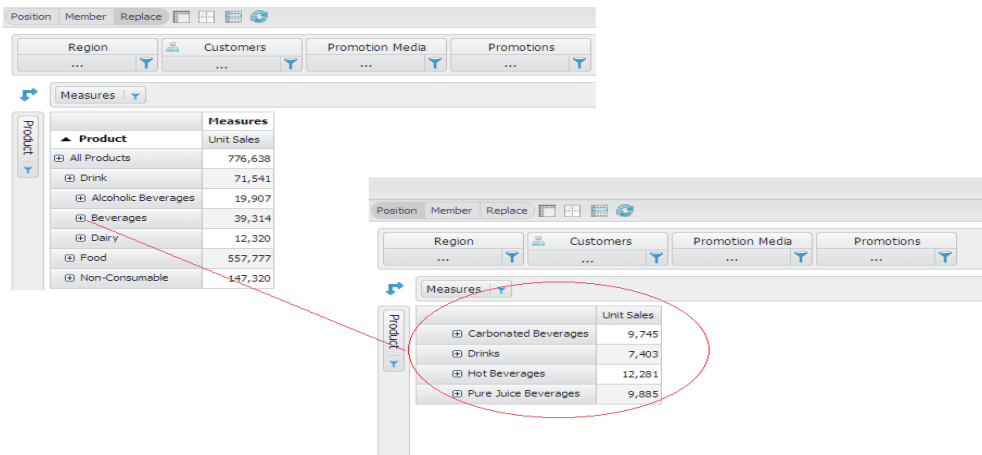 Position Member Replace
Region Customers Promotion Media Promotions
... ... ... ...
Measures
Product
Measures
Product Unit Sales
All Products 776,638
Drink 71,541
Alcoholic Beverages 19,907
Beverages 39,314
Dairy 12,320
Food 557,777
Non-Consumable 147,320
Position Member Replace
Region Customers Promotion Media Promotions
... ... ... ...
Measures
Product
Unit Sales
Carbonated Beverages 9,745
Drinks 7,403
Hot Beverages 12,281
Pure Juice Beverages 9,885